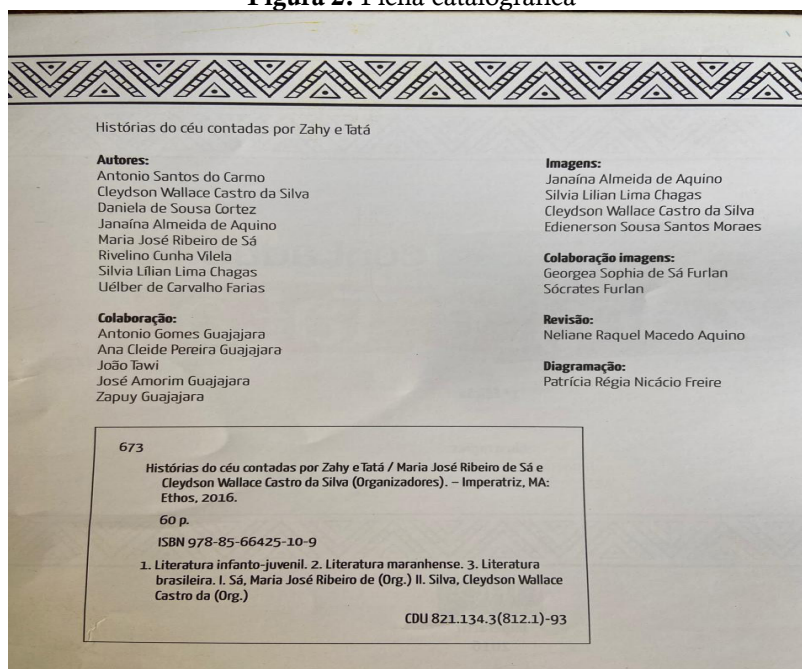 Figura 2: Ficha catalográfica
Histórias do céu contadas por Zahy e Tatá
Autores:
Antonio Santos do Carmo
Cleydson Wallace Castro da Silva
Daniela de Sousa Cortez
Janaína Almeida de Aquino
Maria José Ribeiro de Sá
Rivelino Cunha Vilela
Silvia Lílian Lima Chagas
Uélber de Carvalho Farias
Colaboração:
Antonio Gomes Guajajara
Ana Cleide Pereira Guajajara
João Tawi
José Amorim Guajajara
Zapuy Guajajara
Imagens:
Janaína Almeida de Aquino
Silvia Lilian Lima Chagas
Cleydson Wallace Castro da Silva
Edienerson Sousa Santos Moraes
Colaboração imagens:
Georgea Sophia de Sá Furlan
Sócrates Furlan
Revisão:
Neliane Raquel Macedo Aquino
Diagramação:
Patrícia Régia Nicácio Freire
673
Histórias do céu contadas por Zahy e Tatá / Maria José Ribeiro de Sá e
Cleydson Wallace Castro da Silva (Organizadores). – Imperatriz, MA:
Ethos, 2016.
60 p.
ISBN 978-85-66425-10-9
1. Literatura infanto-juvenil. 2. Literatura maranhense. 3. Literatura
brasileira. I. Sá, Maria José Ribeiro de (Org.) II. Silva, Cleydson Wallace
Castro da (Org.)
CDU 821.134.3(812.1)-93